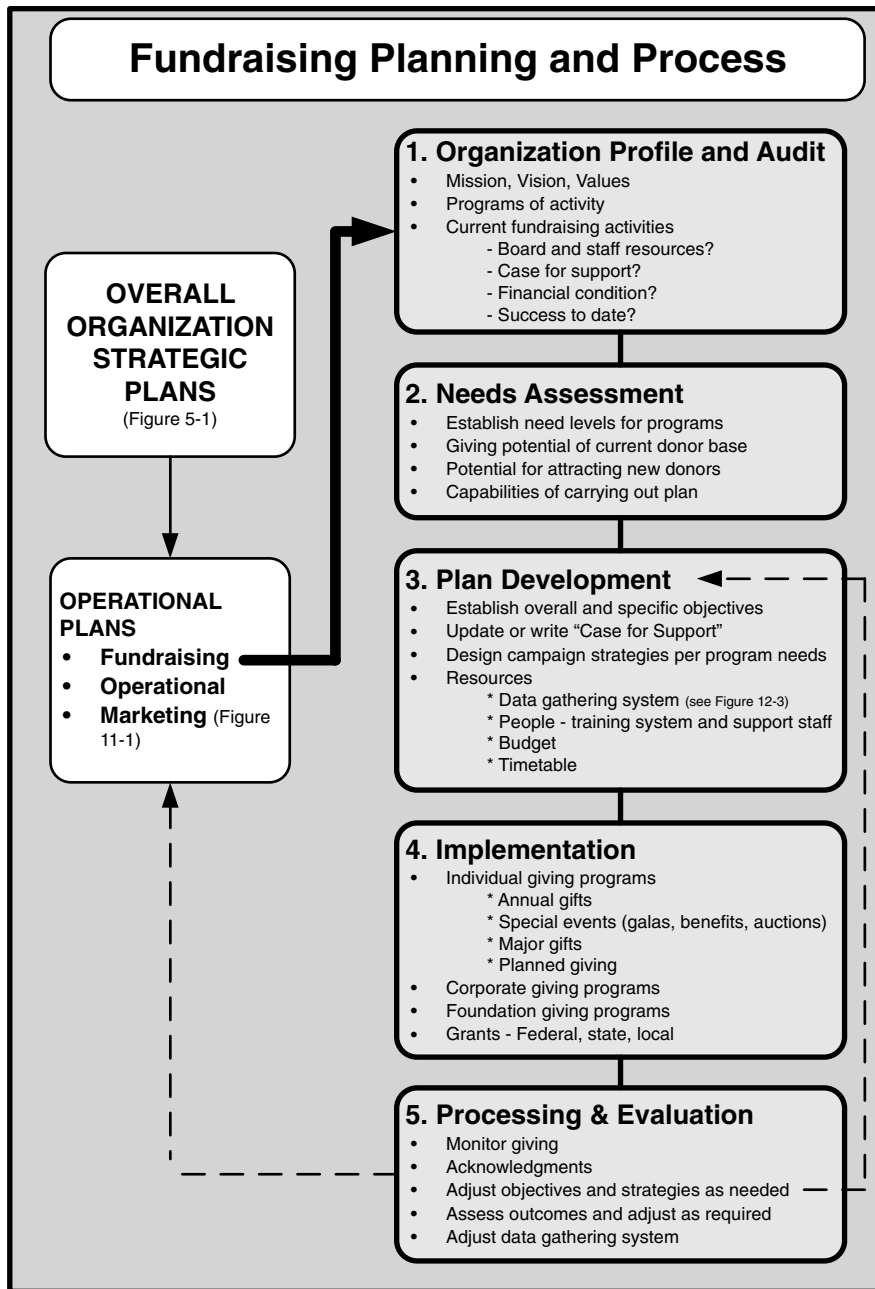 Fundraising Planning and Process
OVERALL
ORGANIZATION
STRATEGIC
PLANS
(Figure 5-1)
OPERATIONAL
PLANS
• Fundraising
• Operational
• Marketing (Figure
11-1)
1. Organization Profile and Audit
• Mission, Vision, Values
• Programs of activity
• Current fundraising activities
- Board and staff resources?
- Case for support?
- Financial condition?
- Success to date?
2. Needs Assessment
• Establish need levels for programs
• Giving potential of current donor base
• Potential for attracting new donors
• Capabilities of carrying out plan
3. Plan Development
• Establish overall and specific objectives
• Update or write “Case for Support”
• Design campaign strategies per program needs
• Resources
* Data gathering system (see Figure 12-3)
* People - training system and support staff
* Budget
* Timetable
4. Implementation
• Individual giving programs
* Annual gifts
* Special events (galas, benefits, auctions)
* Major gifts
* Planned giving
• Corporate giving programs
• Foundation giving programs
• Grants - Federal, state, local
5. Processing & Evaluation
• Monitor giving
• Acknowledgments
• Adjust objectives and strategies as needed
• Assess outcomes and adjust as required
• Adjust data gathering system